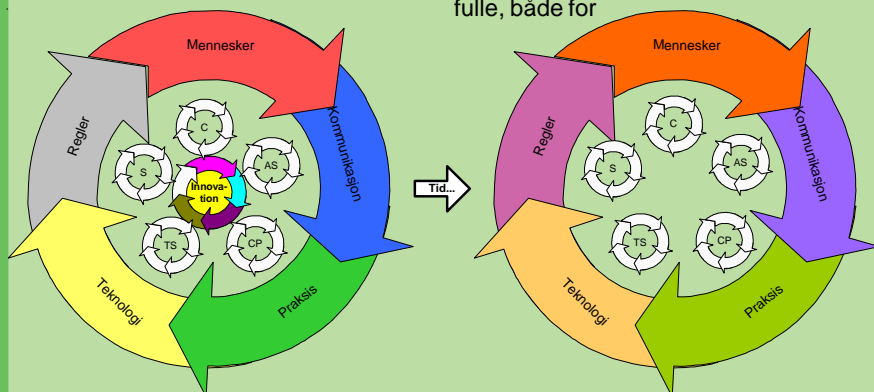 fulle, både for
Mennesker
Kommunikasjon
Praksis
Teknologi
Regler
C
AS
CP
TS
S
Innova-
tion
Tid...
Mennesker
Kommunikasjon
Praksis
Teknologi
Regler
C
AS
CP
TS
S